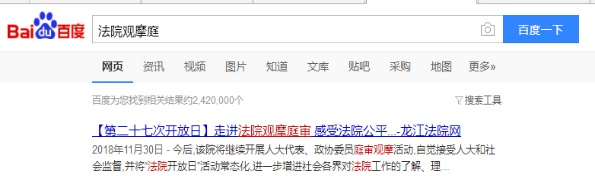 Bai du 百度 法院观摩庭 百度一下
网页 资讯 视频 图片 知道 文库 贴吧 采购 地图 更多»
百度为您找到相关结果约2,420,000个 搜索工具
【第二十七次开放日】走进法院观摩庭审 感受法院公平...-龙江法院网
2018年11月30日 - 今后,该院将继续开展人大代表、政协委员庭审观摩活动,自觉接受人大和社
会监督,并将“法院开放日”活动常态化,进一步增进社会各界对法院工作的了解、理...